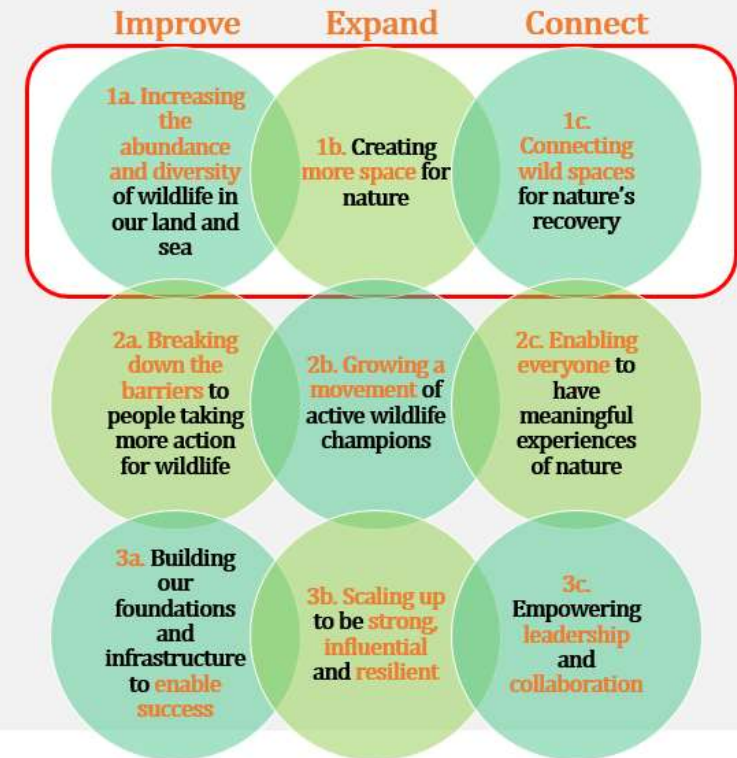 Improve Expand Connect
1a. Increasing
the
abundance
and diversity
of wildlife in
our land and
sea
1b. Creating
more space for
nature
1c.
Connecting
wild spaces
for nature's
recovery
2a. Breaking
down the
barriers to
people taking
more action
for wildlife
2b. Growing a
movement of
active wildlife
champions
2c. Enabling
everyone to
have
meaningful
experiences
of nature
3a. Building
our
foundations
and
infrastructure
to enable
success
3b. Scaling up
to be strong,
influential
and resilient
3c.
Empowering
leadership
and
collaboration